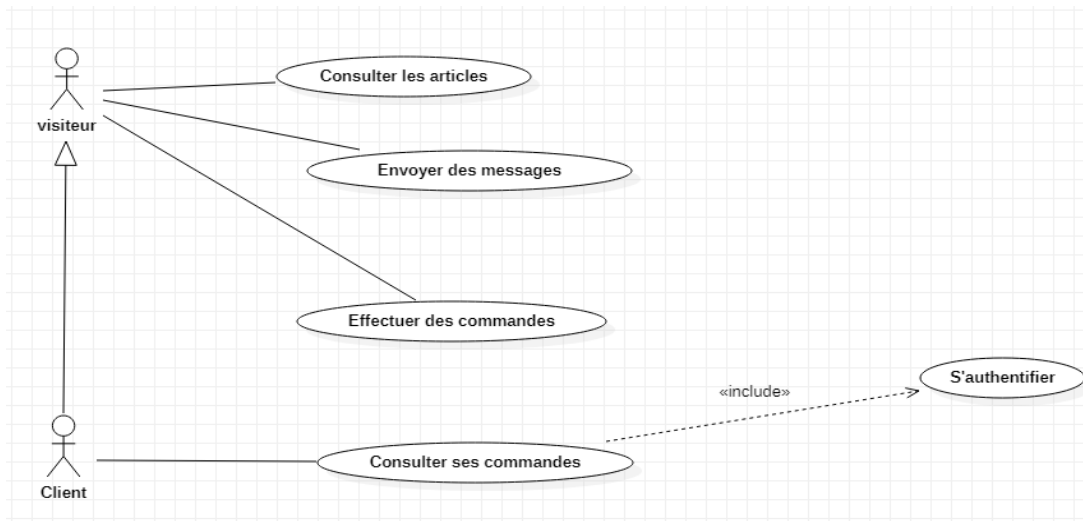 Consulter les articles
visiteur
Envoyer des messages
Effectuer des commandes
S'authentifier
«include»
Consulter ses commandes
Client